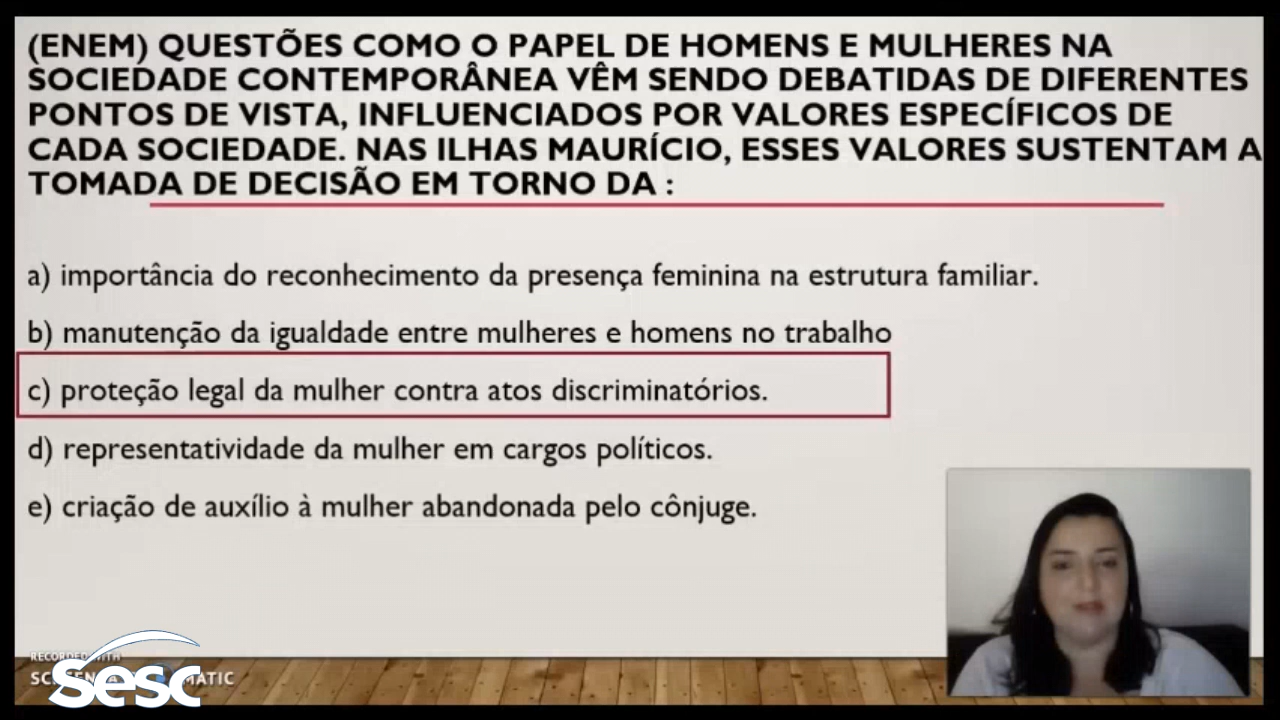 (ENEM) QUESTÕES COMO O PAPEL DE HOMENS E MULHERES NA
SOCIEDADE CONTEMPORÂNEA VÊM SENDO DEBATIDAS DE DIFERENTES
PONTOS DE VISTA, INFLUENCIADOS POR VALORES ESPECÍFICOS DE
CADA SOCIEDADE. NAS ILHAS MAURÍCIO, ESSES VALORES SUSTENTAM A
TOMADA DE DECISÃO EM TORNO DA :
a) importância do reconhecimento da presença feminina na estrutura familiar.
b) manutenção da igualdade entre mulheres e homens no trabalho
c) proteção legal da mulher contra atos discriminatórios.
d) representatividade da mulher em cargos políticos.
e) criação de auxílio à mulher abandonada pelo cônjuge.
RECORDED WITH
Sesc